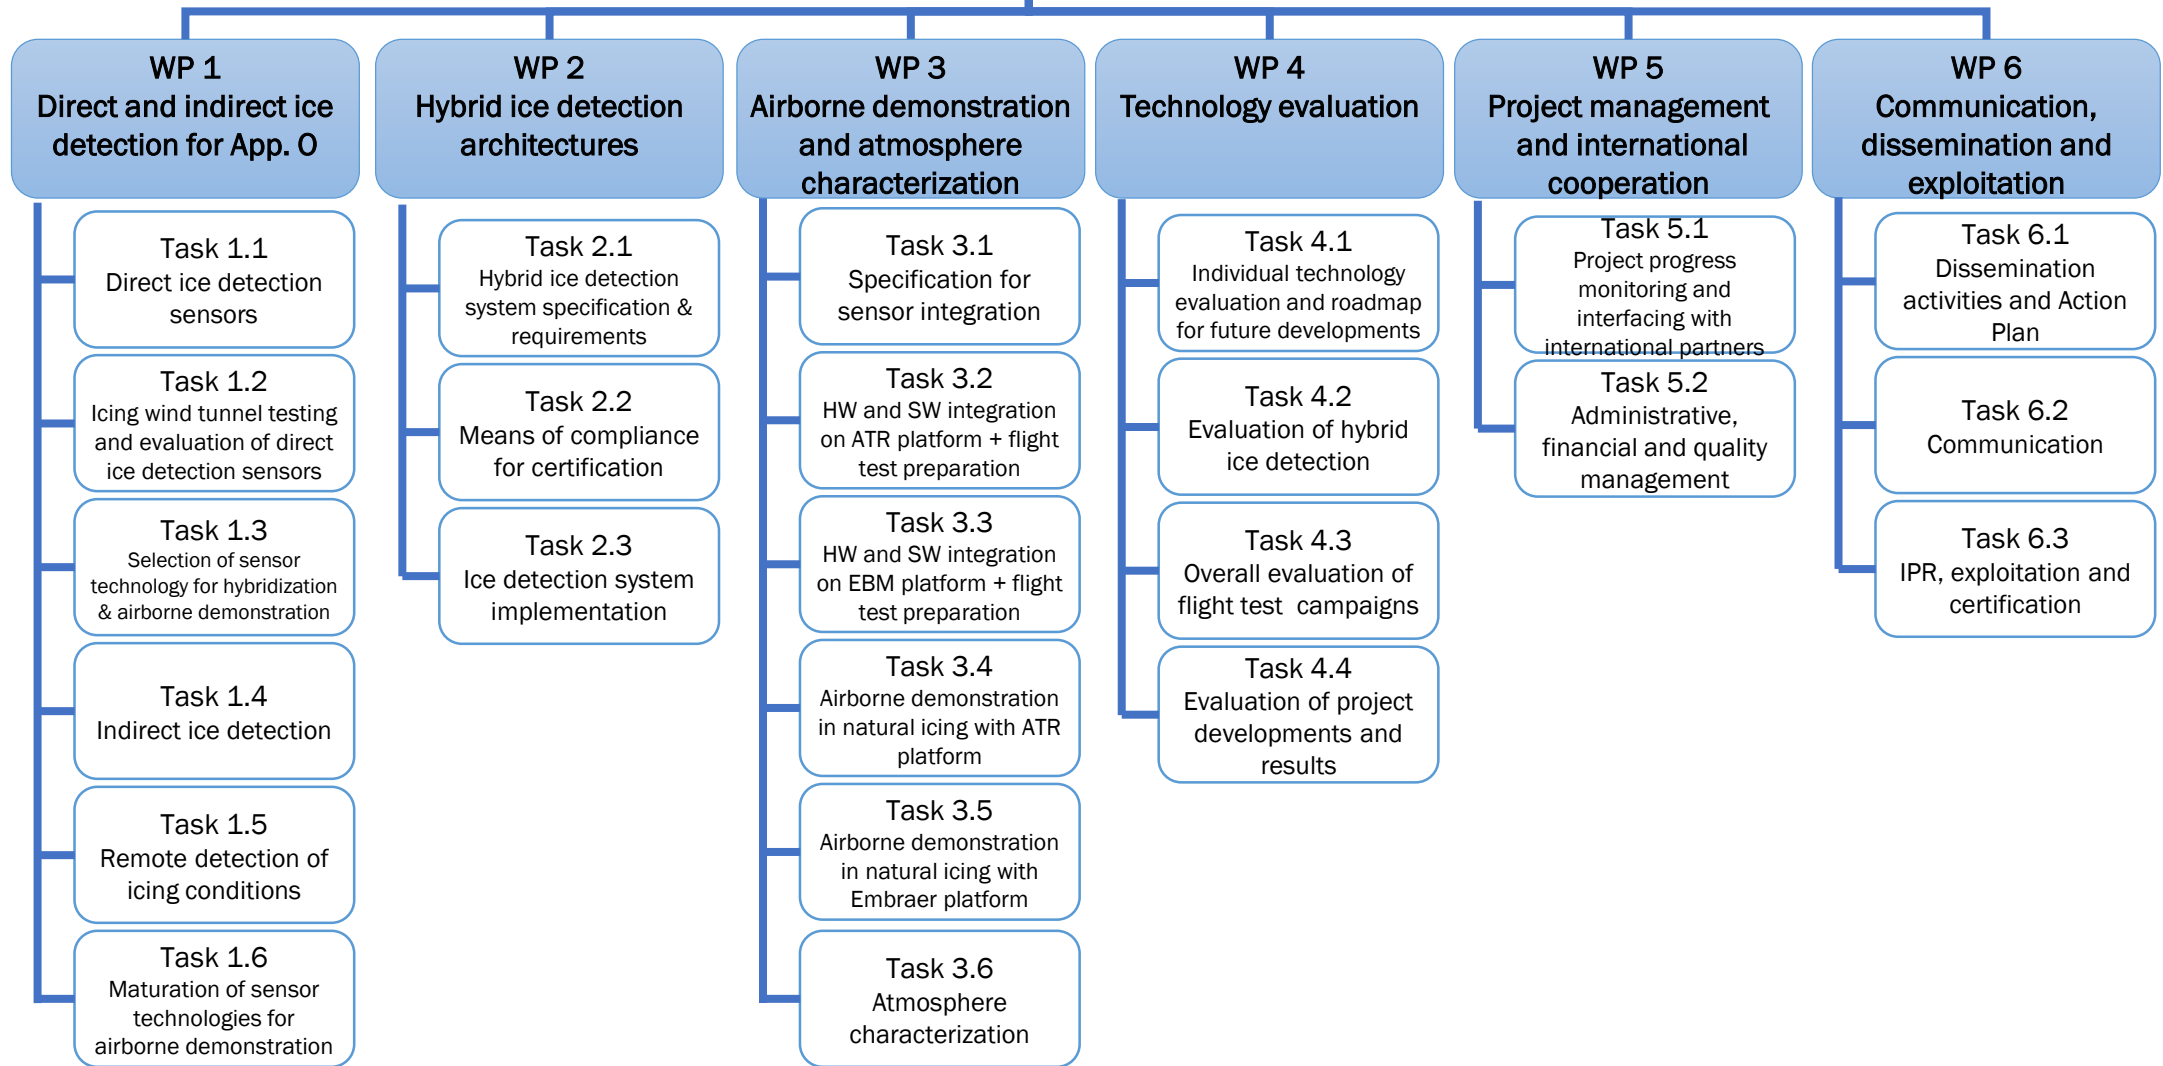 WP 1
Direct and indirect ice
detection for App. O
Task 1.1
Direct ice detection
sensors
Task 1.2
Icing wind tunnel testing
and evaluation of direct
ice detection sensors
Task 1.3
Selection of sensor
technology for hybridization
& airborne demonstration
Task 1.4
Indirect ice detection
Task 1.5
Remote detection of
icing conditions
Task 1.6
Maturation of sensor
technologies for
airborne demonstration
WP 2
Hybrid ice detection
architectures
Task 2.1
Hybrid ice detection
system specification &
requirements
Task 2.2
Means of compliance
for certification
Task 2.3
Ice detection system
implementation
WP 3
Airborne demonstration
and atmosphere
characterization
Task 3.1
Specification for
sensor integration
Task 3.2
HW and SW integration
on ATR platform + flight
test preparation
Task 3.3
HW and SW integration
on EBM platform + flight
test preparation
Task 3.4
Airborne demonstration
in natural icing with ATR
platform
Task 3.5
Airborne demonstration
in natural icing with
Embraer platform
Task 3.6
Atmosphere
characterization
WP 4
Technology evaluation
Task 4.1
Individual technology
evaluation and roadmap
for future developments
Task 4.2
Evaluation of hybrid
ice detection
Task 4.3
Overall evaluation of
flight test campaigns
Task 4.4
Evaluation of project
developments and
results
WP 5
Project management
and international
cooperation
Task 5.1
Project progress
monitoring and
interfacing with
international partners
Task 5.2
Administrative,
financial and quality
management
WP 6
Communication,
dissemination and
exploitation
Task 6.1
Dissemination
activities and Action
Plan
Task 6.2
Communication
Task 6.3
IPR, exploitation and
certification